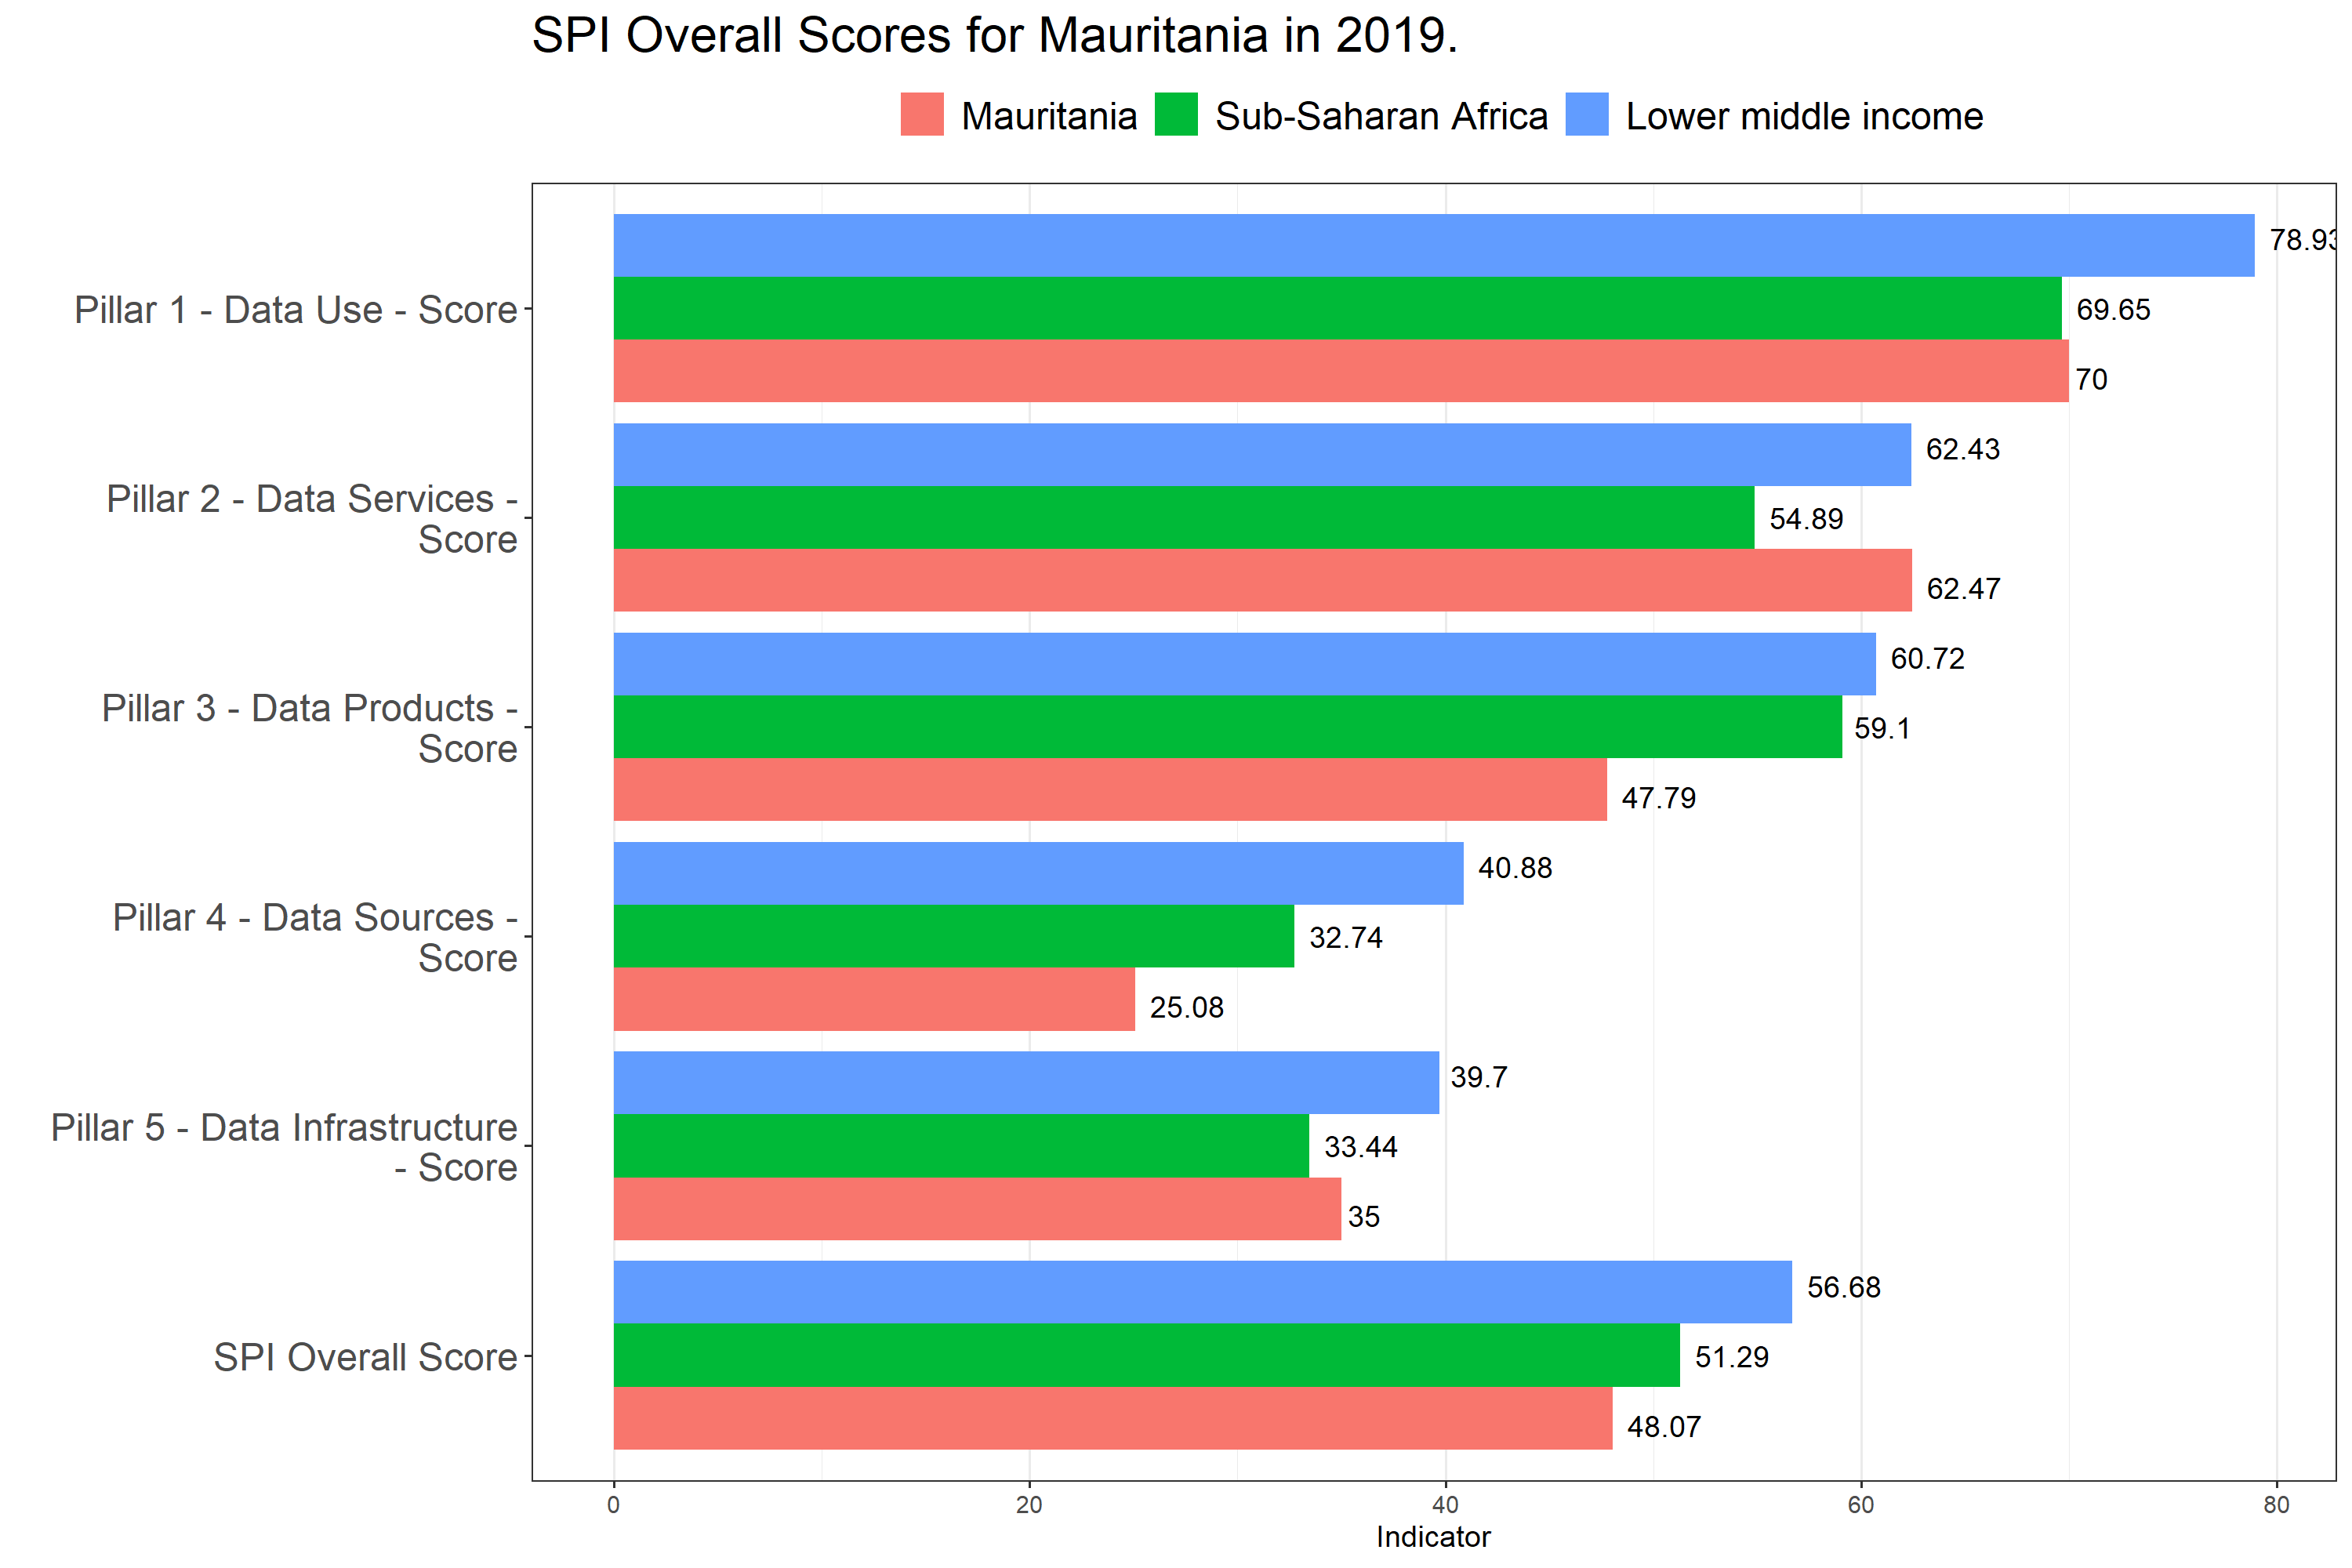 SPI Overall Scores for Mauritania in 2019.
Mauritania Sub-Saharan Africa Lower middle income
Pillar 1 - Data Use - Score
78.93
69.65
70
Pillar 2 - Data Services -
Score
62.43
54.89
62.47
Pillar 3 - Data Products -
Score
60.72
59.1
47.79
Pillar 4 - Data Sources -
Score
40.88
32.74
25.08
Pillar 5 - Data Infrastructure
- Score
39.7
33.44
35
SPI Overall Score
56.68
51.29
48.07
0 20 40 60 80
Indicator